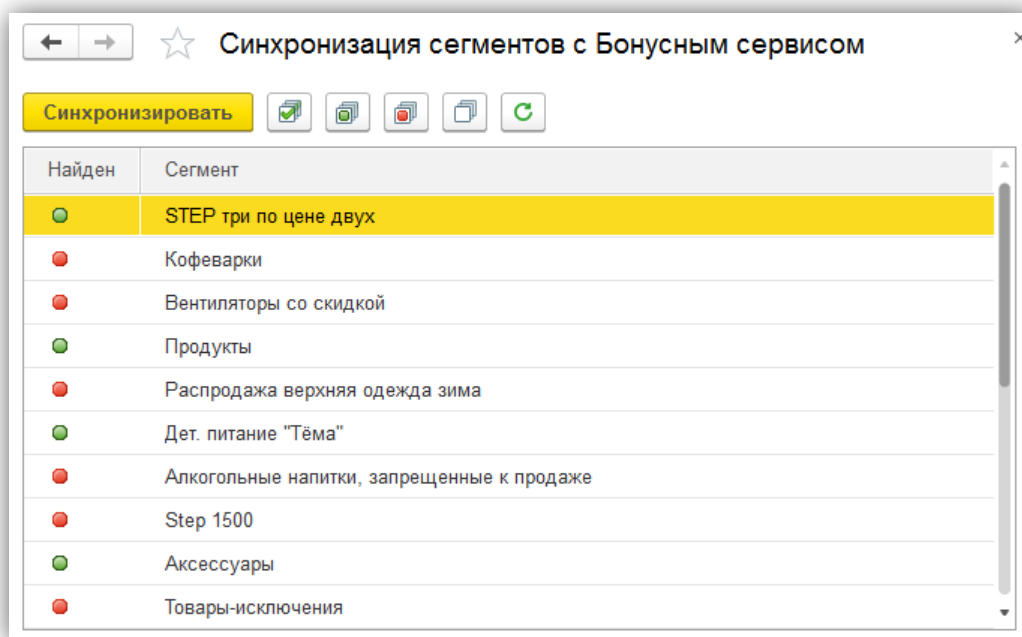 Синхронизация сегментов с Бонусным сервисом
Синхронизировать
Найден Сегмент
STEP три по цене двух
Кофеварки
Вентиляторы со скидкой
Продукты
Распродажа верхняя одежда зима
Дет. питание "Тёма"
Алкогольные напитки, запрещенные к продаже
Step 1500
Аксессуары
Товары-исключения